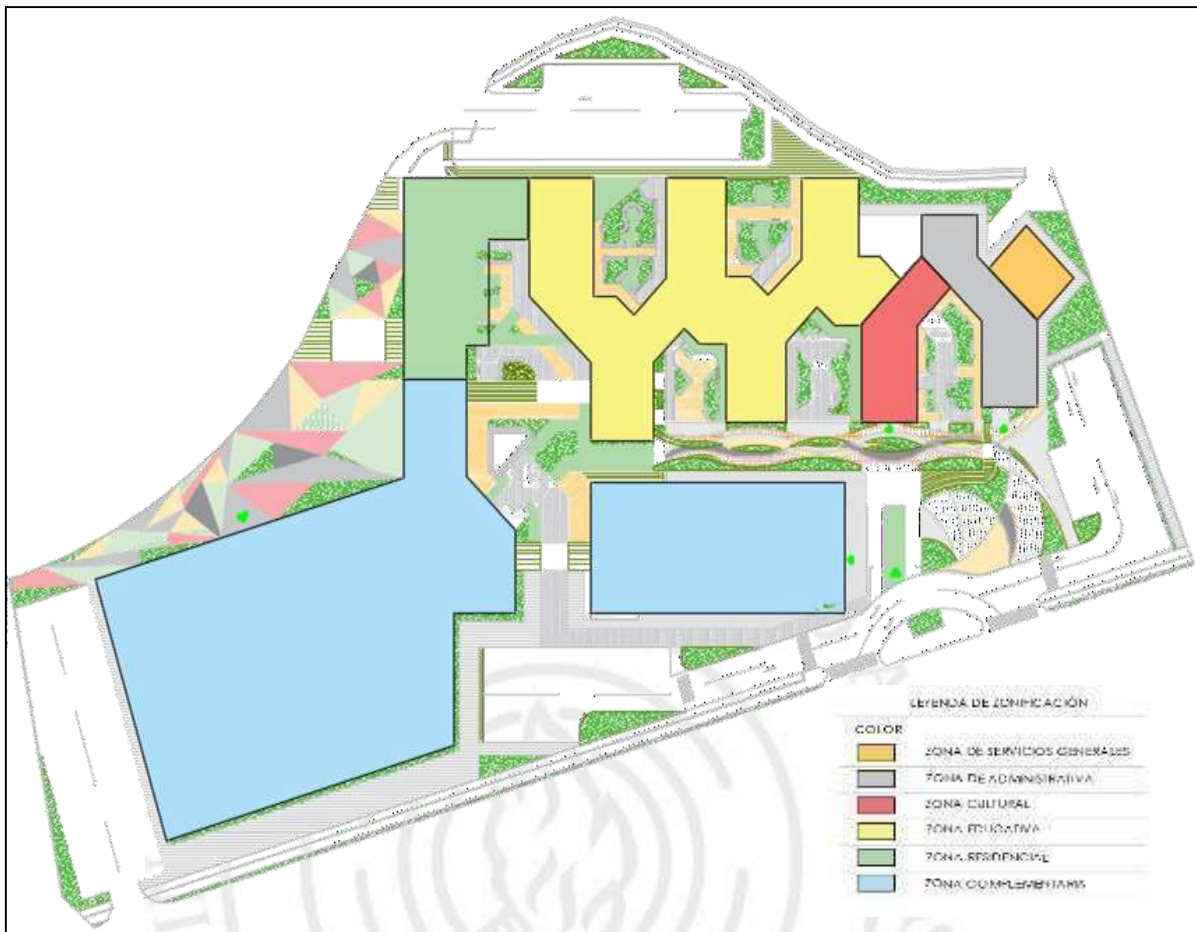 LEYENDA DE ZONIFICACIÓN
COLOR
ZONA DE SERVICIOS GENERALES
ZONA DE ADMINISTRATIVA
ZONA CULTURAL
ZONA EDUCATIVA
ZONA RESIDENCIAL
ZONA COMPLEMENTARIA